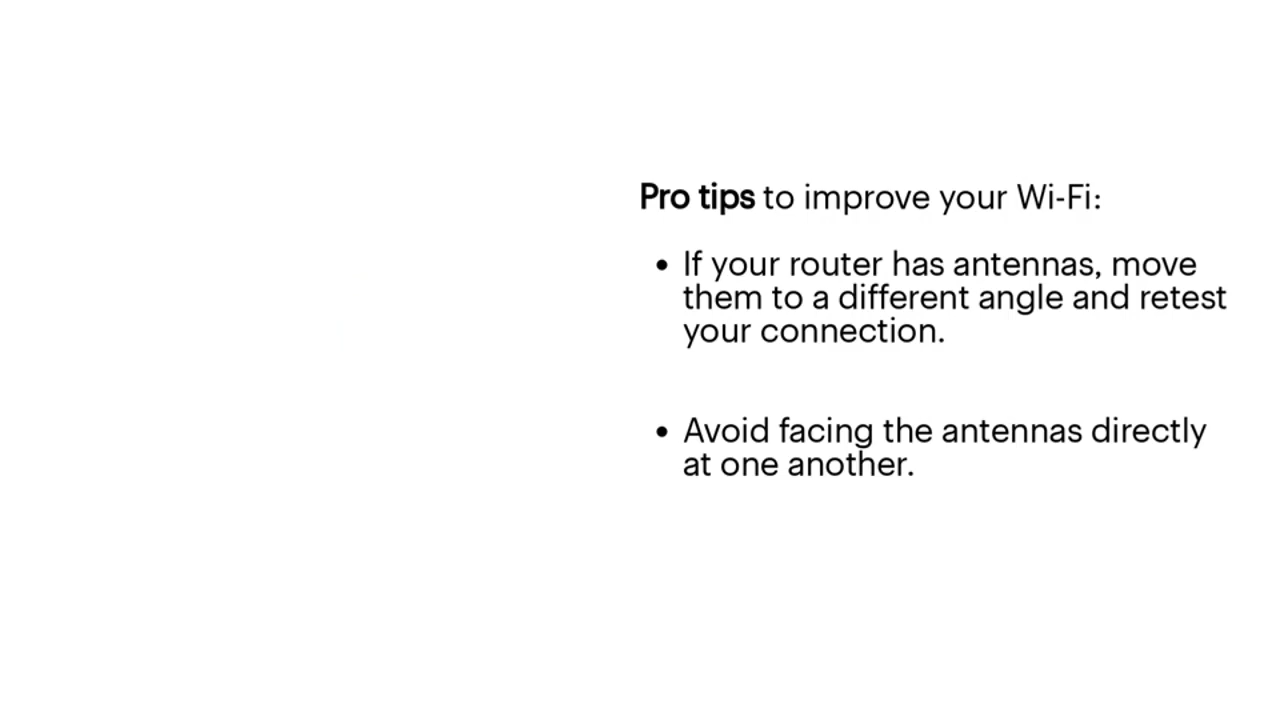 Pro tips to improve your Wi-Fi:
• If your router has antennas, move
them to a different angle and retest
your connection.
• Avoid facing the antennas directly
at one another.